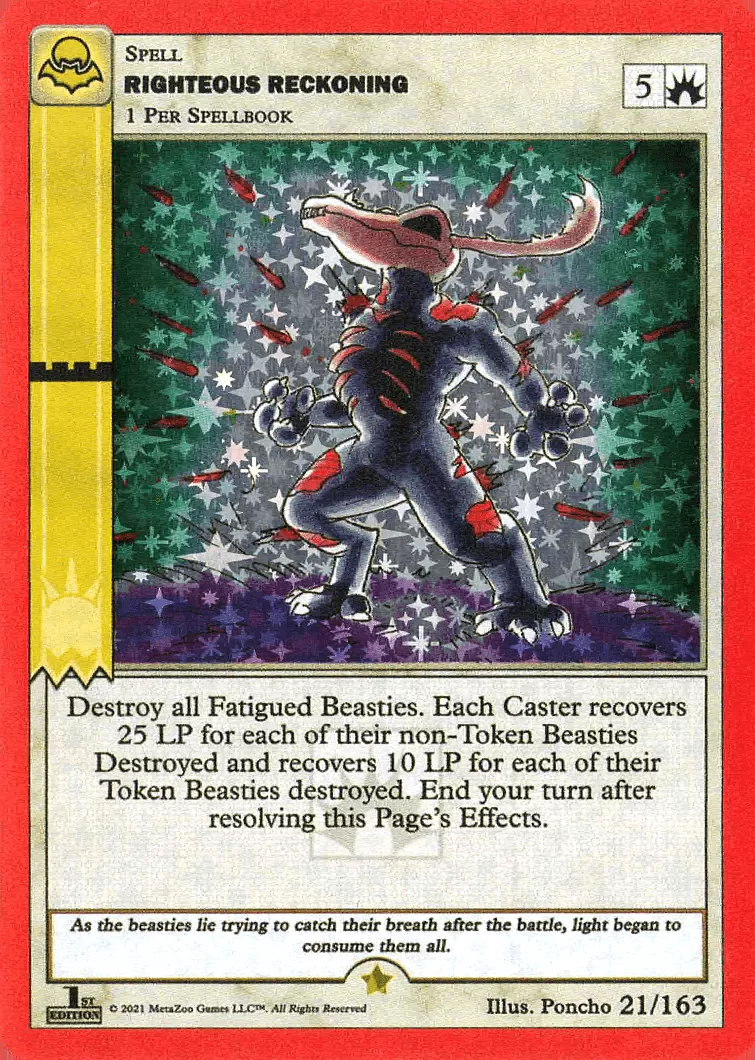 SPELL
RIGHTEOUS RECKONING
1 PER SPELLBOOK
5
Destroy all Fatigued Beasties. Each Caster recovers
25 LP for each of their non-Token Beasties
Destroyed and recovers 10 LP for each of their
Token Beasties destroyed. End your turn after
resolving this Page's Effects.
As the beasties lie trying to catch their breath after the battle, light began to
consume them all.
1ST
EDITION
© 2021 MetaZoo Games LLC™. All Rights Reserved
Illus. Poncho 21/163